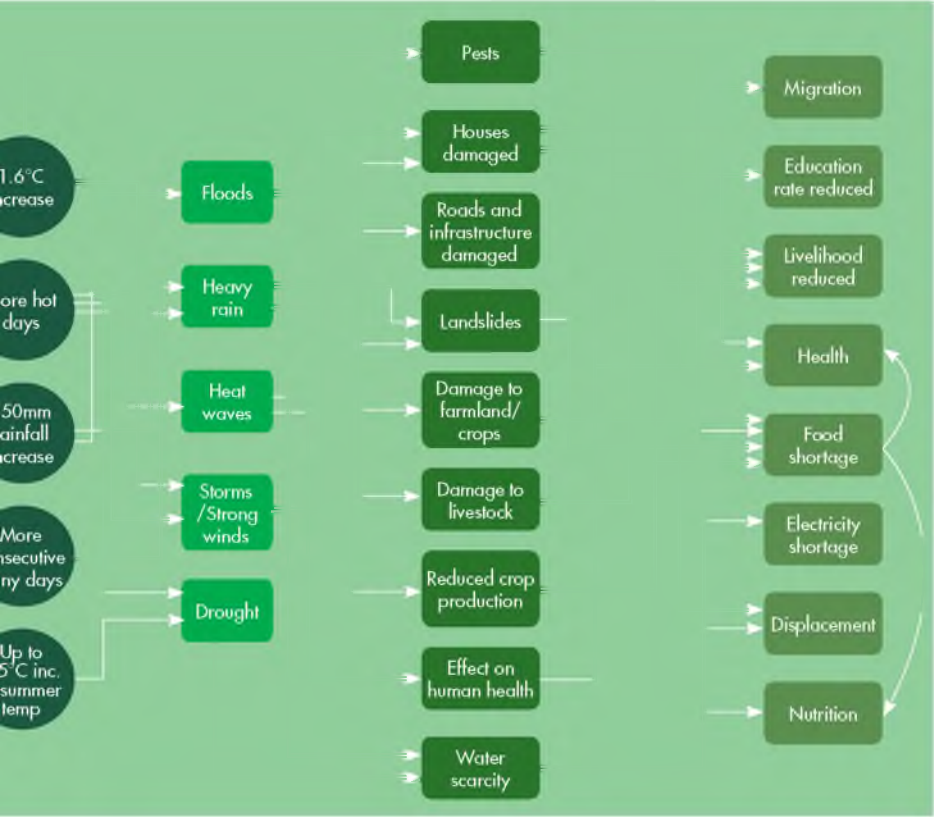 1.6°C
crease
ore hot
days
50mm
ainfall
crease
More
nsecutive
ny days
Up to
5°C inc.
summer
temp
Floods
Heavy
rain
Heat
waves
Storms
/Strong
winds
Drought
Pests
Houses
damaged
Roads and
infrastructure
damaged
Landslides
Damage to
farmland/
crops
Damage to
livestock
Reduced crop
production
Effect on
human health
Water
scarcity
Migration
Education
rate reduced
Livelihood
reduced
Health
Food
shortage
Electricity
shortage
Displacement
Nutrition